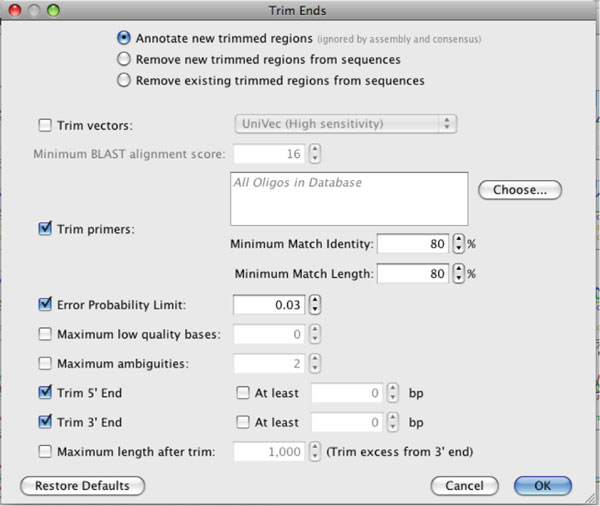 Trim Ends
Annotate new trimmed regions (ignored by assembly and consensus)
Remove new trimmed regions from sequences
Remove existing trimmed regions from sequences
Trim vectors: UniVec (High sensitivity)
Minimum BLAST alignment score: 16
All Oligos in Database
Choose...
Trim primers:
Minimum Match Identity: 80 %
Minimum Match Length: 80 %
Error Probability Limit: 0.03
Maximum low quality bases: 0
Maximum ambiguities: 2
Trim 5' End At least 0 bp
Trim 3' End At least 0 bp
Maximum length after trim: 1,000 (Trim excess from 3' end)
Restore Defaults Cancel OK